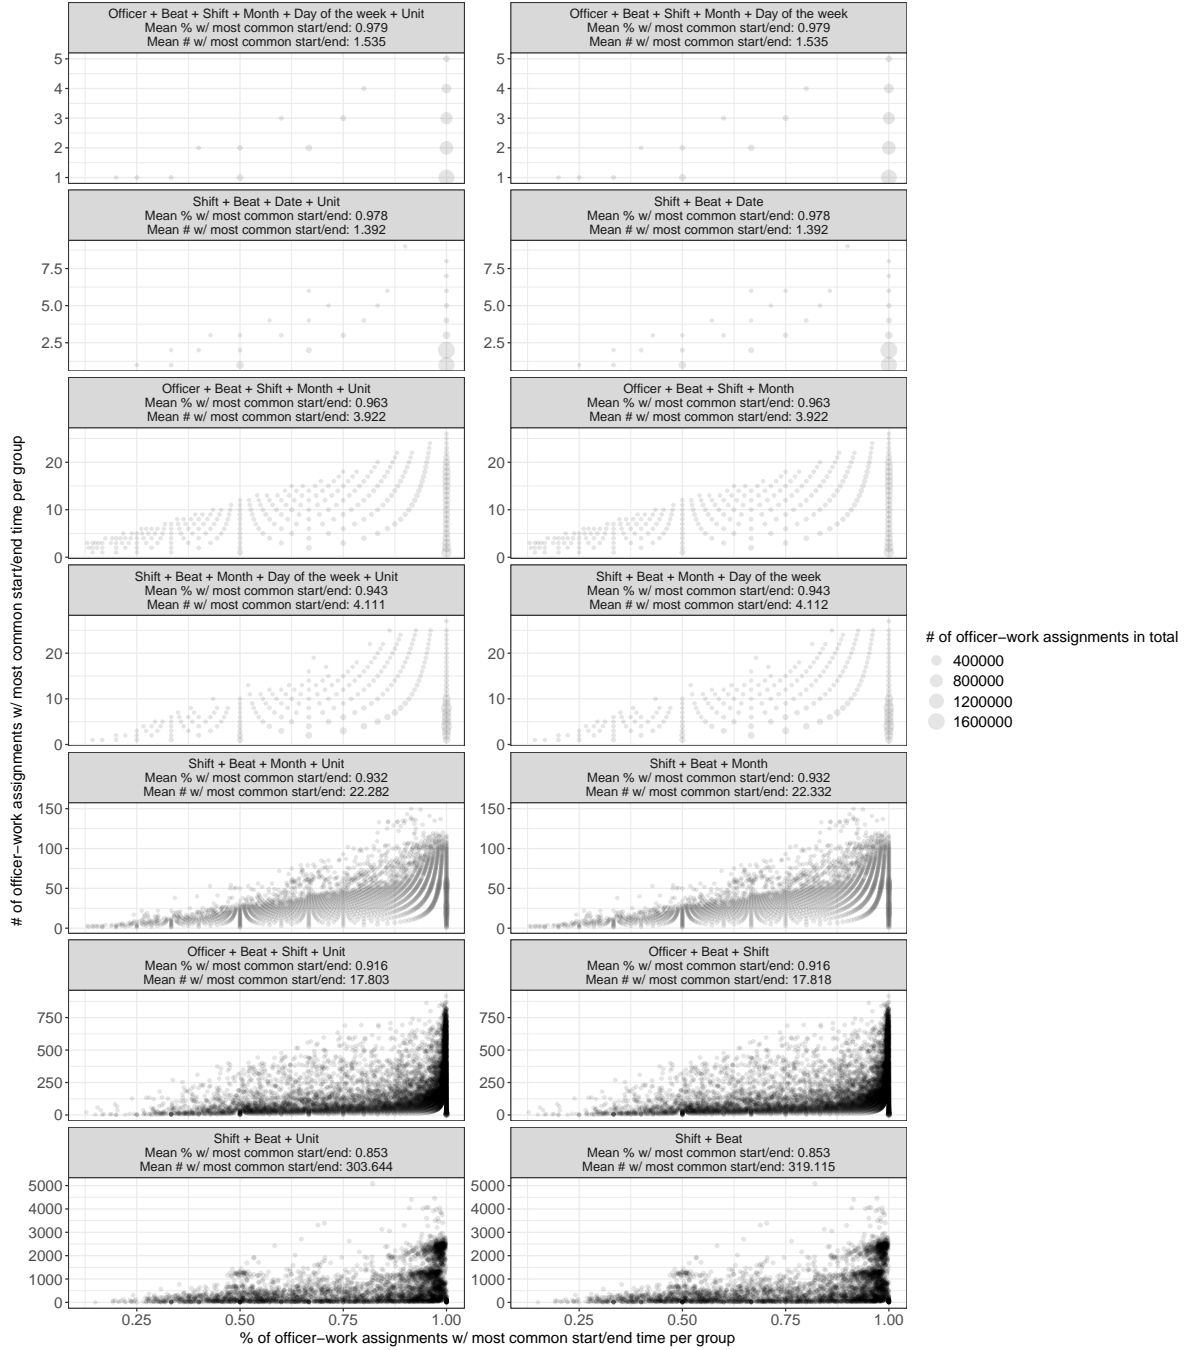 Officer + Beat + Shift + Month + Day of the week + Unit
Mean % w/ most common start/end: 0.979
Mean # w/ most common start/end: 1.535
Officer + Beat + Shift + Month + Day of the week
Mean % w/ most common start/end: 0.979
Mean # w/ most common start/end: 1.535
5
4
3
2
1
5
4
3
2
1
Shift + Beat + Date + Unit
Mean % w/ most common start/end: 0.978
Mean # w/ most common start/end: 1.392
Shift + Beat + Date
Mean % w/ most common start/end: 0.978
Mean # w/ most common start/end: 1.392
7.5
5.0
2.5
7.5
5.0
2.5
Officer + Beat + Shift + Month + Unit
Mean % w/ most common start/end: 0.963
Mean # w/ most common start/end: 3.922
Officer + Beat + Shift + Month
Mean % w/ most common start/end: 0.963
Mean # w/ most common start/end: 3.922
20
10
0
20
10
0
Shift + Beat + Month + Day of the week + Unit
Mean % w/ most common start/end: 0.943
Mean # w/ most common start/end: 4.111
Shift + Beat + Month + Day of the week
Mean % w/ most common start/end: 0.943
Mean # w/ most common start/end: 4.112
20
10
0
20
10
0
Shift + Beat + Month + Unit
Mean % w/ most common start/end: 0.932
Mean # w/ most common start/end: 22.282
Shift + Beat + Month
Mean % w/ most common start/end: 0.932
Mean # w/ most common start/end: 22.332
150
100
50
0
150
100
50
0
Officer + Beat + Shift + Unit
Mean % w/ most common start/end: 0.916
Mean # w/ most common start/end: 17.803
Officer + Beat + Shift
Mean % w/ most common start/end: 0.916
Mean # w/ most common start/end: 17.818
750
500
250
0
750
500
250
0
Shift + Beat + Unit
Mean % w/ most common start/end: 0.853
Mean # w/ most common start/end: 303.644
Shift + Beat
Mean % w/ most common start/end: 0.853
Mean # w/ most common start/end: 319.115
5000
4000
3000
2000
1000
0
5000
4000
3000
2000
1000
0
0.25 0.50 0.75 1.00
0.25 0.50 0.75 1.00
% of officer−work assignments w/ most common start/end time per group
# of officer−work assignments w/ most common start/end time per group
# of officer−work assignments in total
400000
800000
1200000
1600000